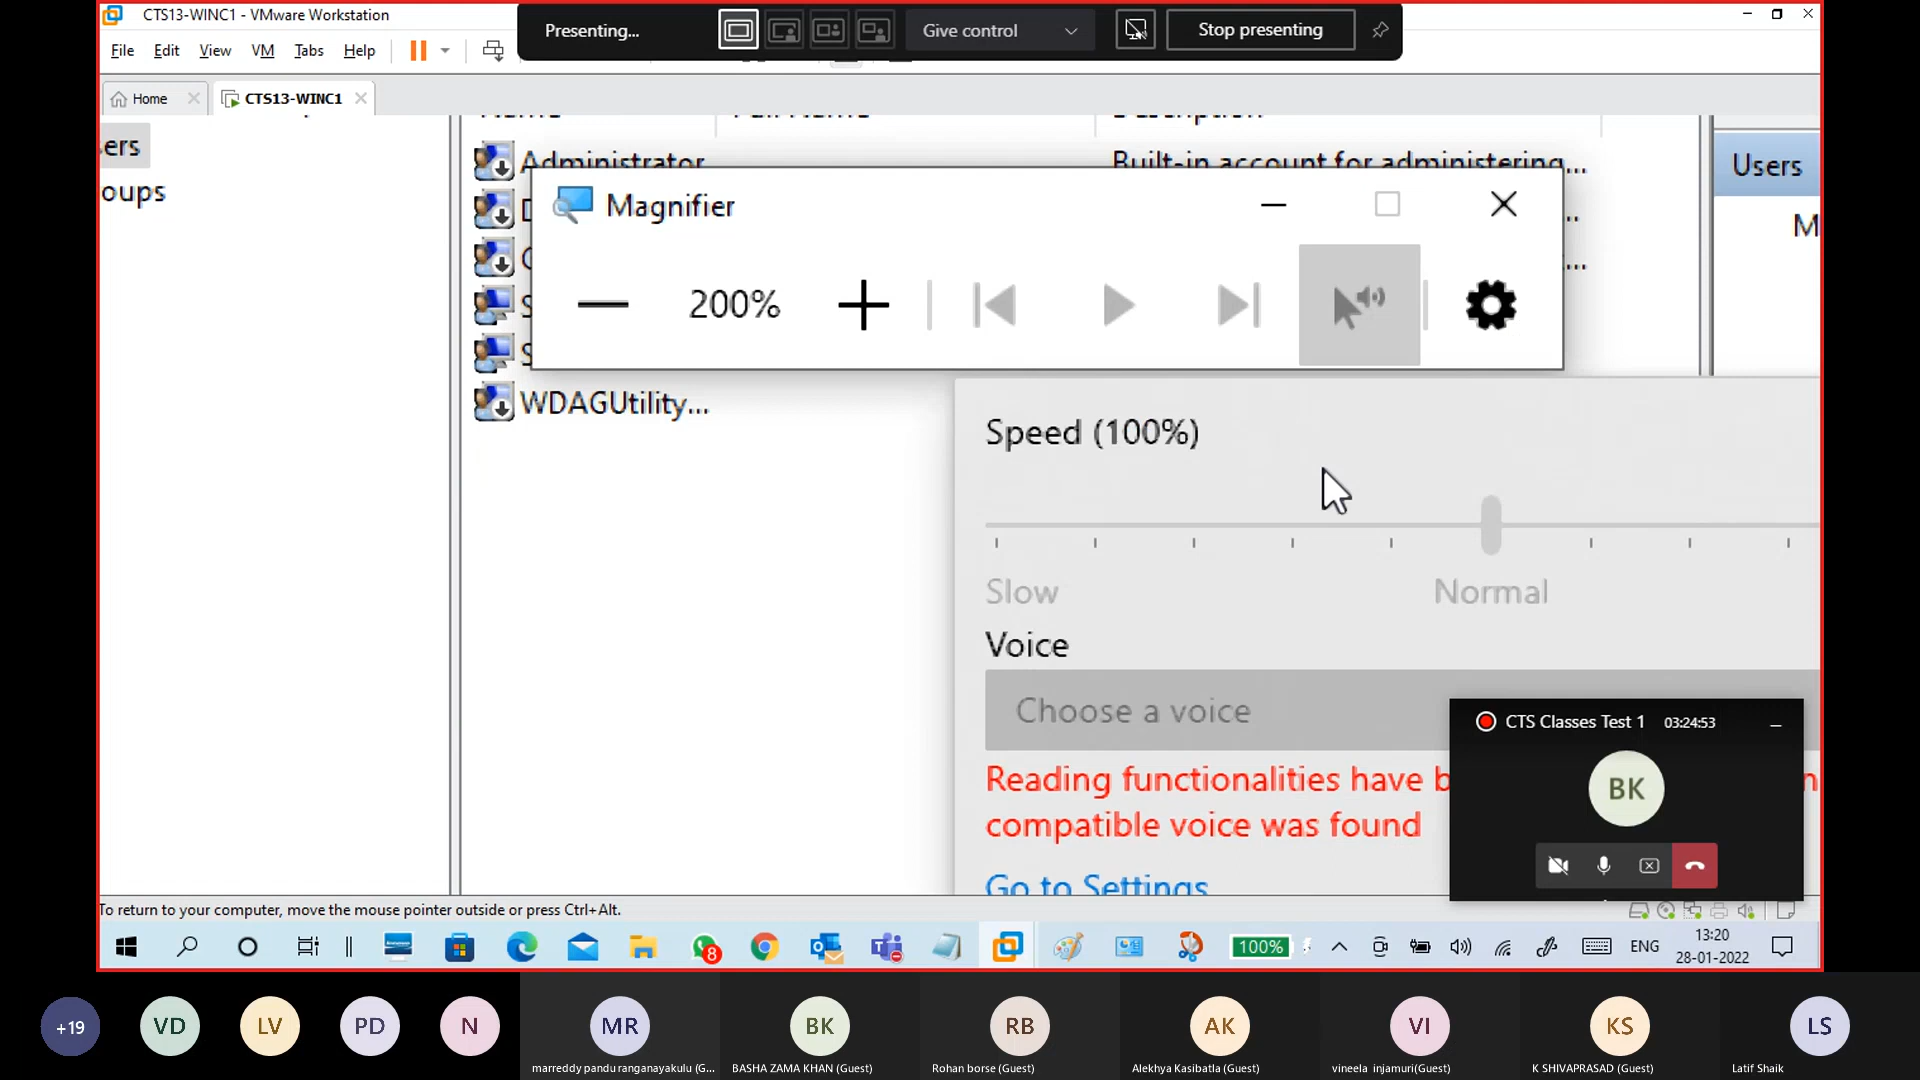 CTS13-WINC1 - VMware Workstation
Presenting...
Give control
Stop presenting
File Edit View VM Tabs Help
Home
CTS13-WINC1
ers
oups
Administrator
Built-in account for administering...
Users
Magnifier
200%
WDAGUtility...
Speed (100%)
Slow
Normal
Voice
Choose a voice
Reading functionalities have
compatible voice was found
Go to Settings
CTS Classes Test 1 03:24:53
BK
To return to your computer, move the mouse pointer outside or press Ctrl+Alt.
8
100%
ENG
13:20
28-01-2022
+19
VD
LV
PD
N
MR
BK
RB
AK
VI
KS
LS
marreddy pandu ranganayakulu (G...
BASHA ZAMA KHAN (Guest)
Rohan borse (Guest)
Alekhya Kasibatla (Guest)
vineela injamuri(Guest)
K SHIVAPRASAD (Guest)
Latif Shaik